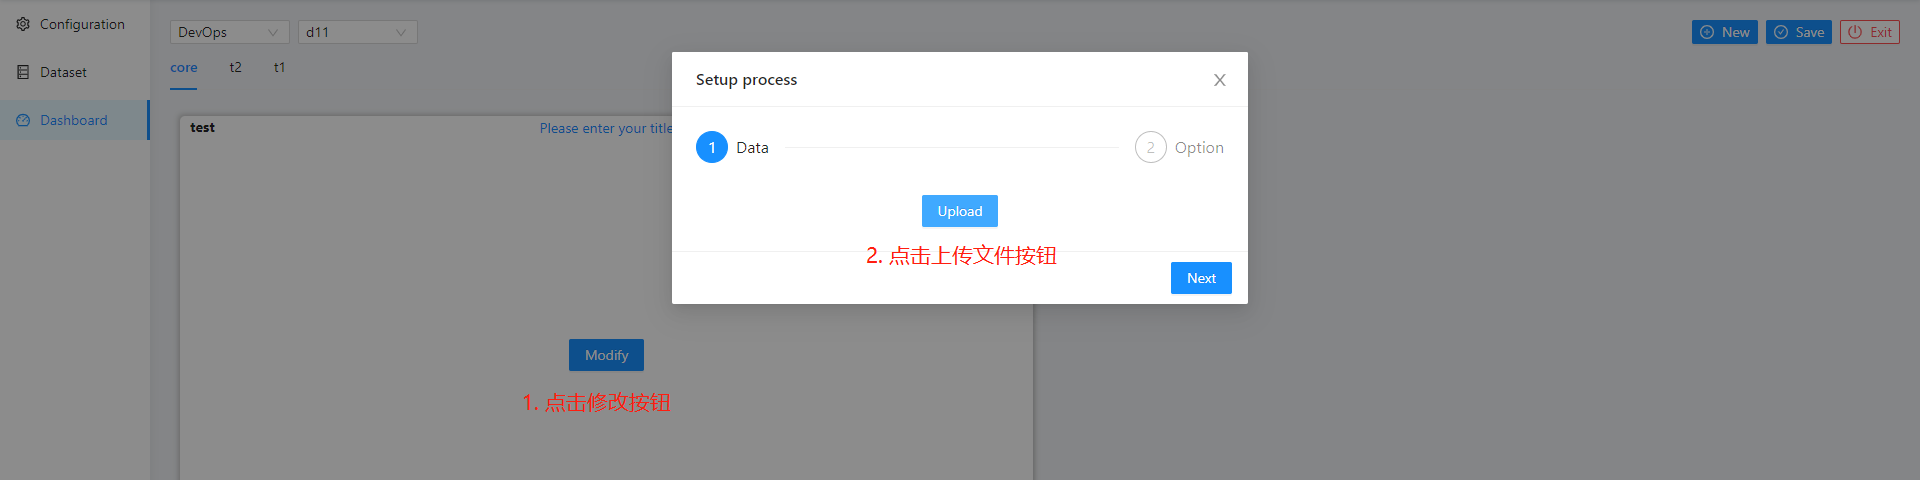 Configuration
Dataset
Dashboard
DevOps
d11
New
Save
Exit
core
t2
t1
test
Please enter your title
Setup process
1
Data
2
Option
Upload
2. 点击上传文件按钮
Next
Modify
1. 点击修改按钮